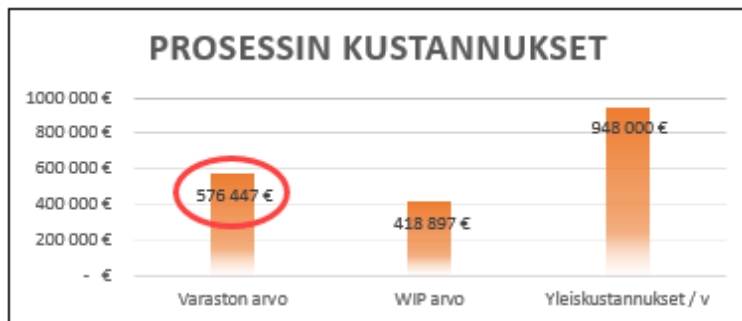 PROSESSIN KUSTANNUKSET
1000 000 €
800 000 €
600 000 €
400 000 €
200 000 €
- €
576 447 €
418 897 €
948 000 €
Varaston arvo
WIP arvo
Yleiskustannukset / v